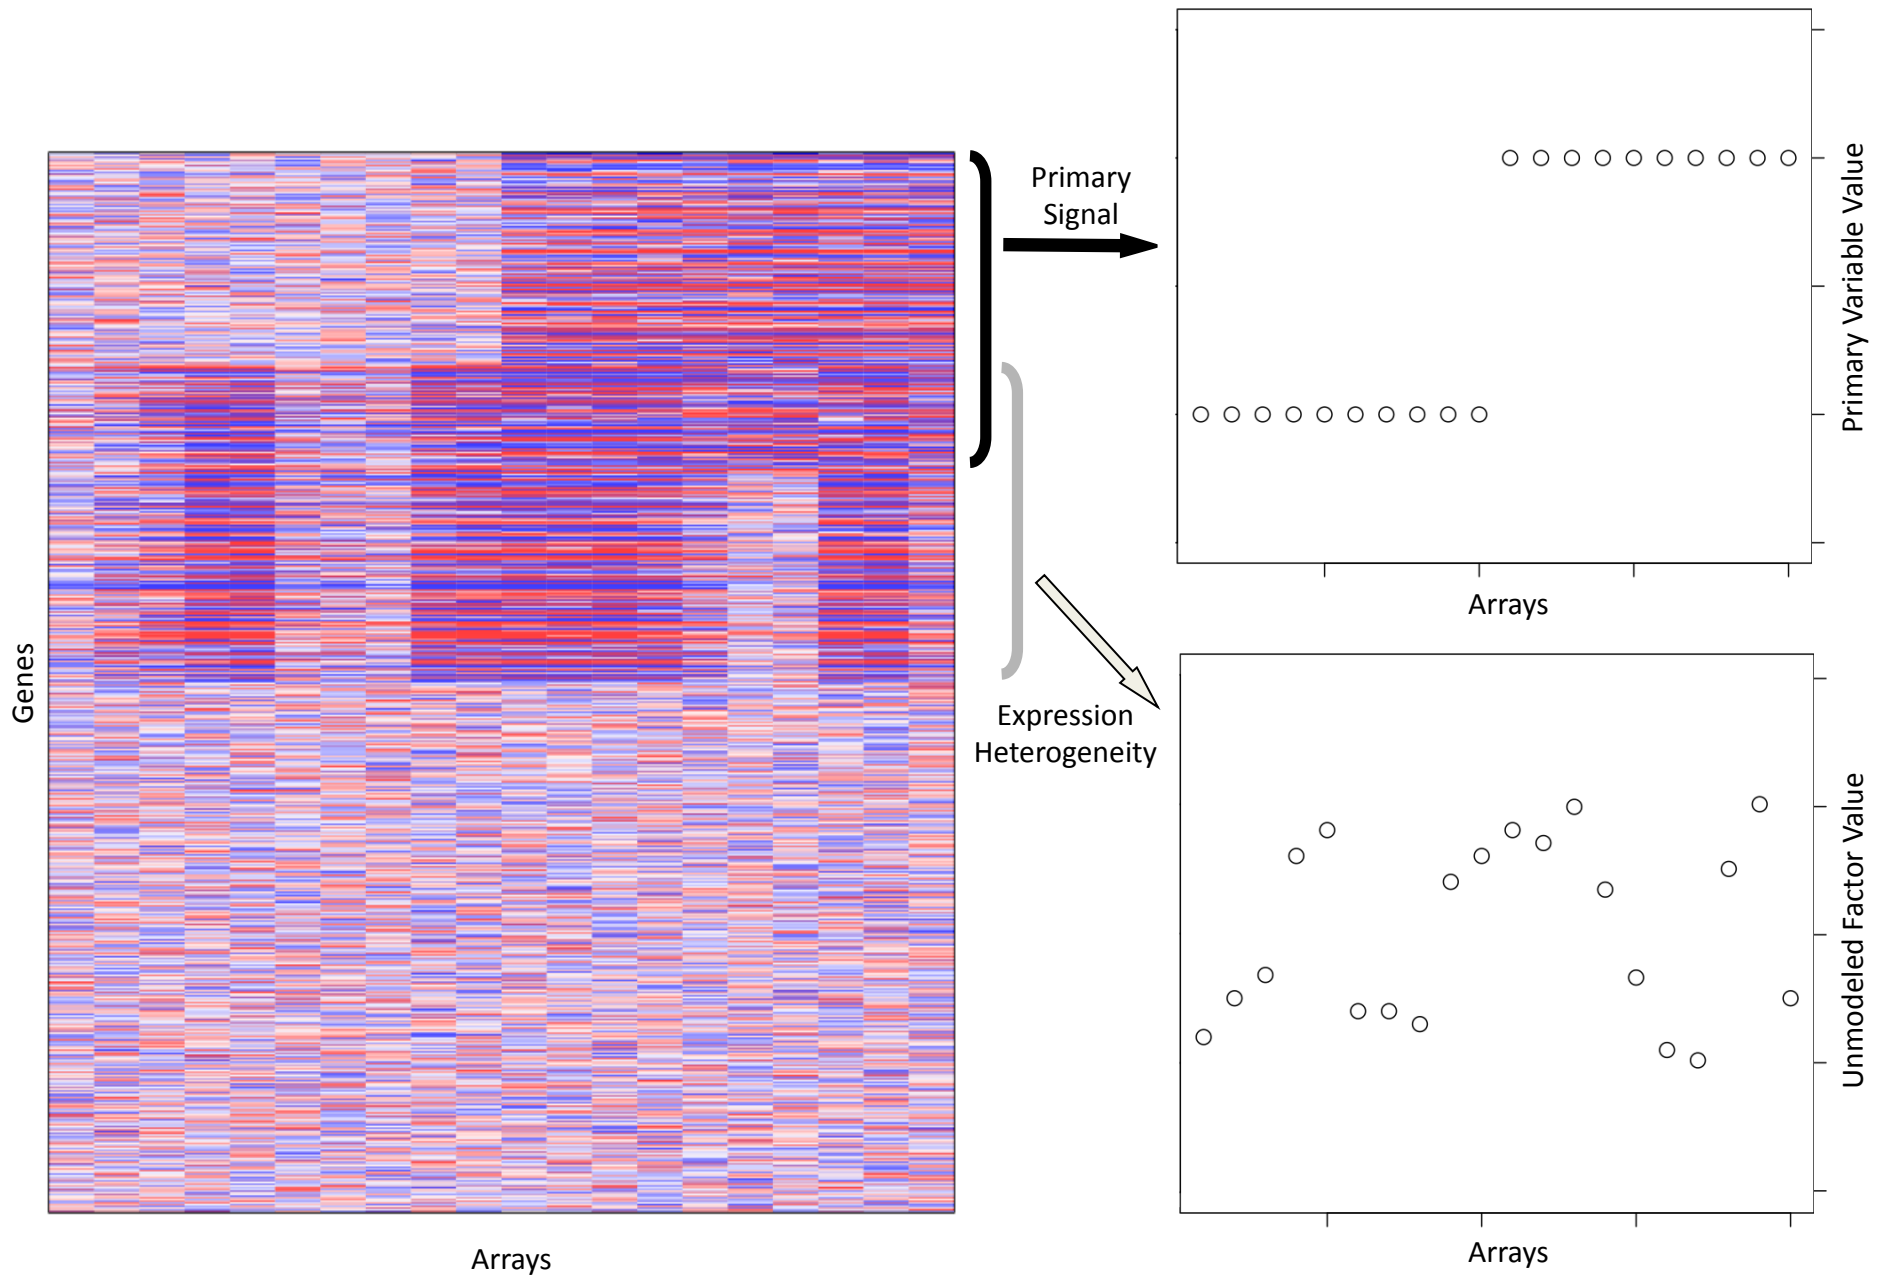 Primary
Signal
Primary Variable Value
Arrays
Genes
Expression
Heterogeneity
Unmodeled Factor Value
Arrays
Arrays